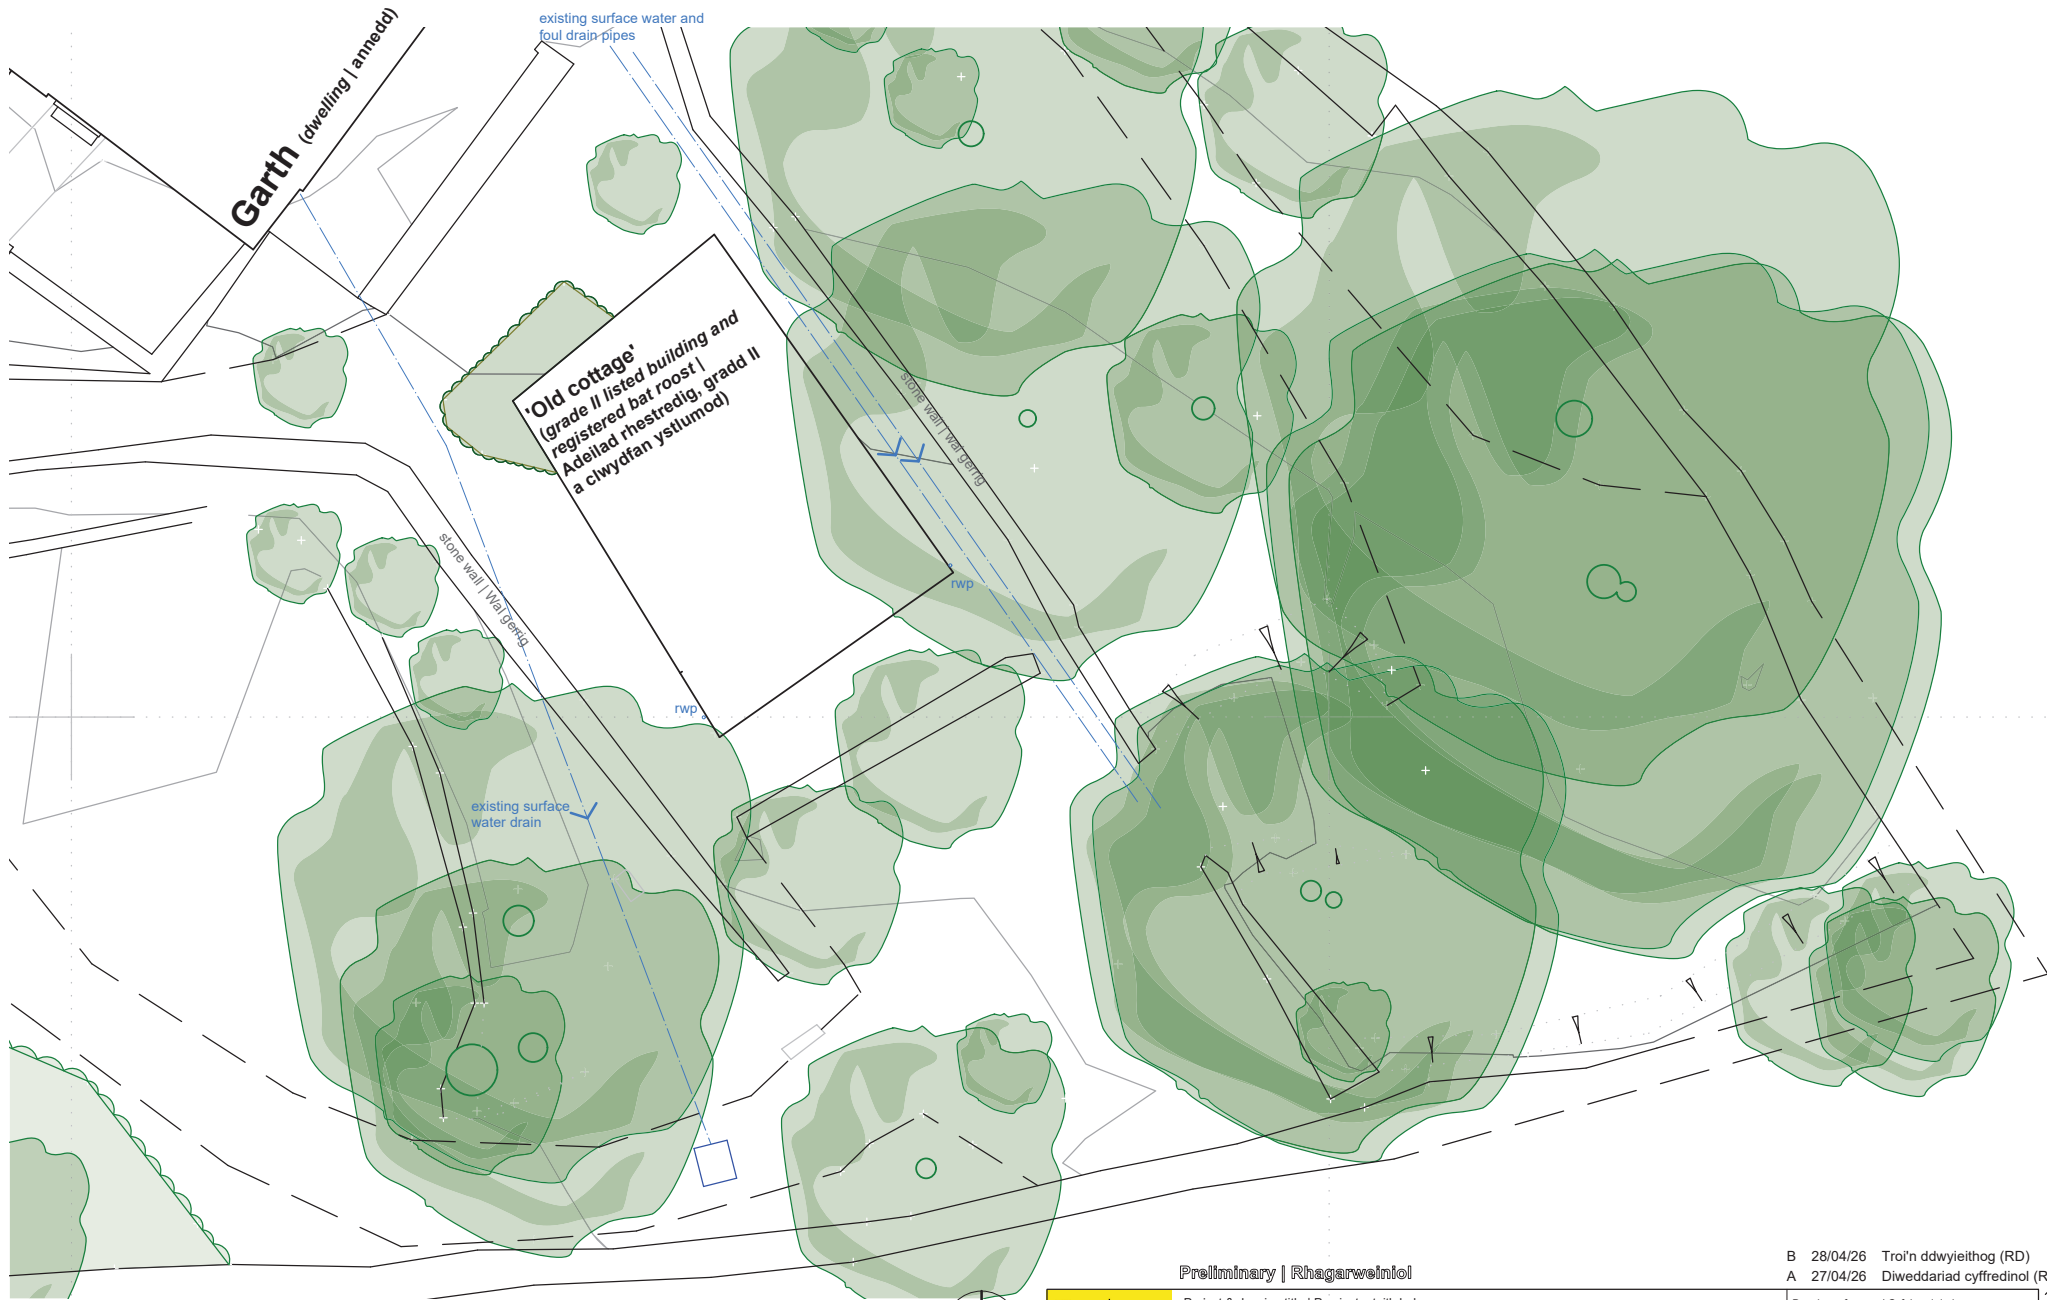 existing surface water and
foul drain pipes
Garth (dwelling | annedd)
'Old cottage'
(grade II listed building and
registered bat roost |
Adeilad rhestredig, gradd II
a clwydfan ystlumod)
stone wall | wal gerrig
stone wall | Wal gerrig
rwp
rwp
existing surface
water drain
Preliminary | Rhagarweiniol
B 28/04/26 Troi'n ddwyieithog (RD)
A 27/04/26 Diweddariad cyffredinol (R